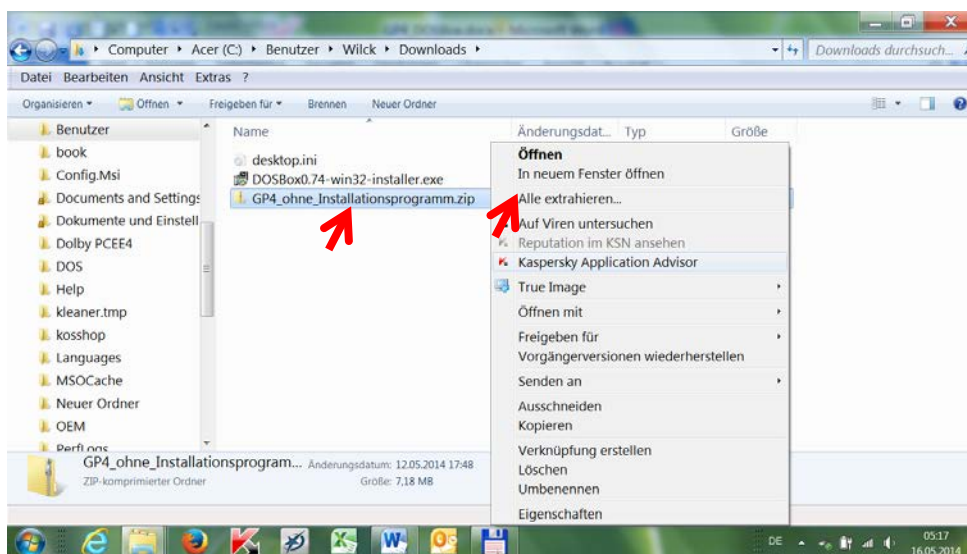 Computer Acer (C:) Benutzer Wilck Downloads
Downloads durchsuch...
Datei Bearbeiten Ansicht Extras ?
Organisieren Öffnen Freigeben für Brennen Neuer Ordner
Benutzer
book
Config.Msi
Documents and Settings
Dokumente und Einstell
Dolby PCEE4
DOS
Help
kleaner.tmp
kosshop
Languages
MSOCache
Neuer Ordner
OEM
PerfLogs
Name Änderungsdat... Typ Größe
desktop.ini
DOSBox0.74-win32-installer.exe
GP4_ohne_Installationsprogramm.zip
Öffnen
In neuem Fenster öffnen
Alle extrahieren...
Auf Viren untersuchen
Reputation im KSN ansehen
Kaspersky Application Advisor
True Image
Öffnen mit
Freigeben für
Vorgängerversionen wiederherstellen
Senden an
Ausschneiden
Kopieren
Verknüpfung erstellen
Löschen
Umbenennen
Eigenschaften
GP4_ohne_Installationsprogram... Änderungsdatum: 12.05.2014 17:48
ZIP-komprimierter Ordner Größe: 7,18 MB
DE 05:17
16.05.2014